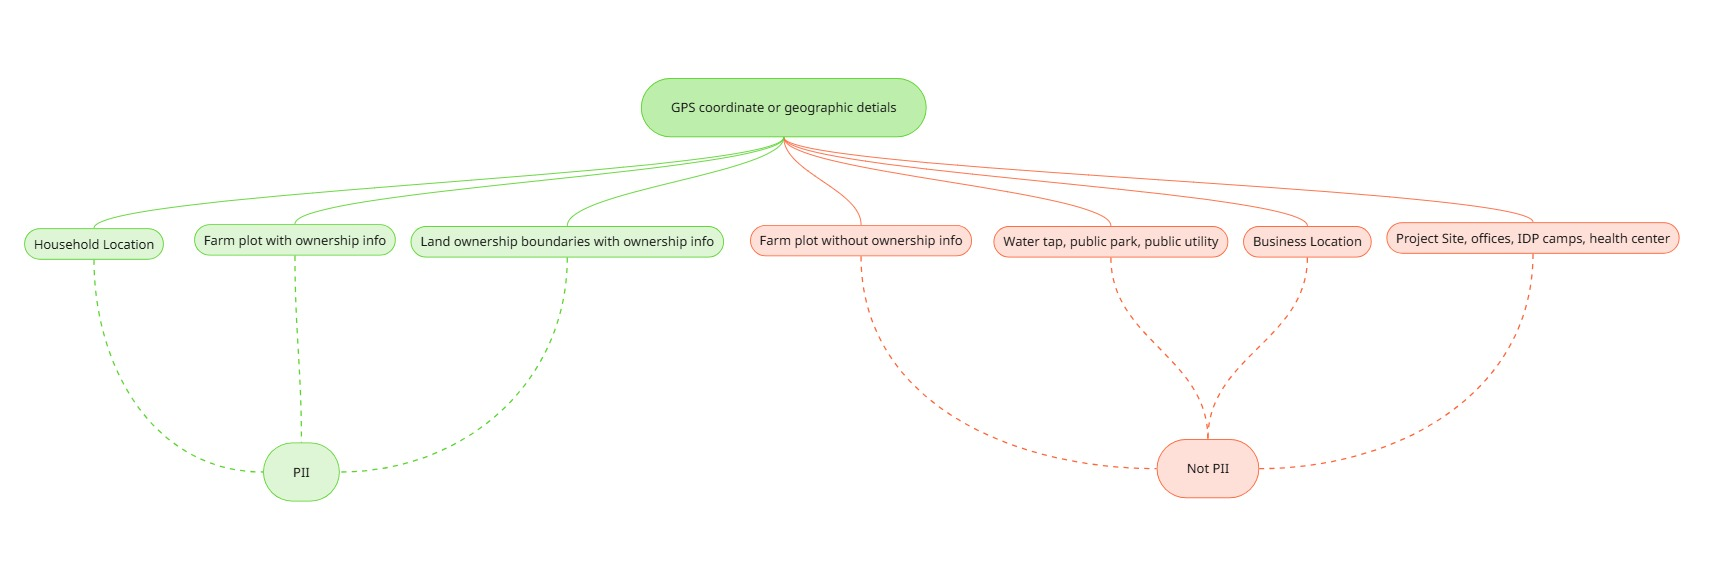 GPS coordinate or geographic detials
Household Location
Farm plot with ownership info
Land ownership boundaries with ownership info
Farm plot without ownership info
Water tap, public park, public utility
Business Location
Project Site, offices, IDP camps, health center
PII
Not PII